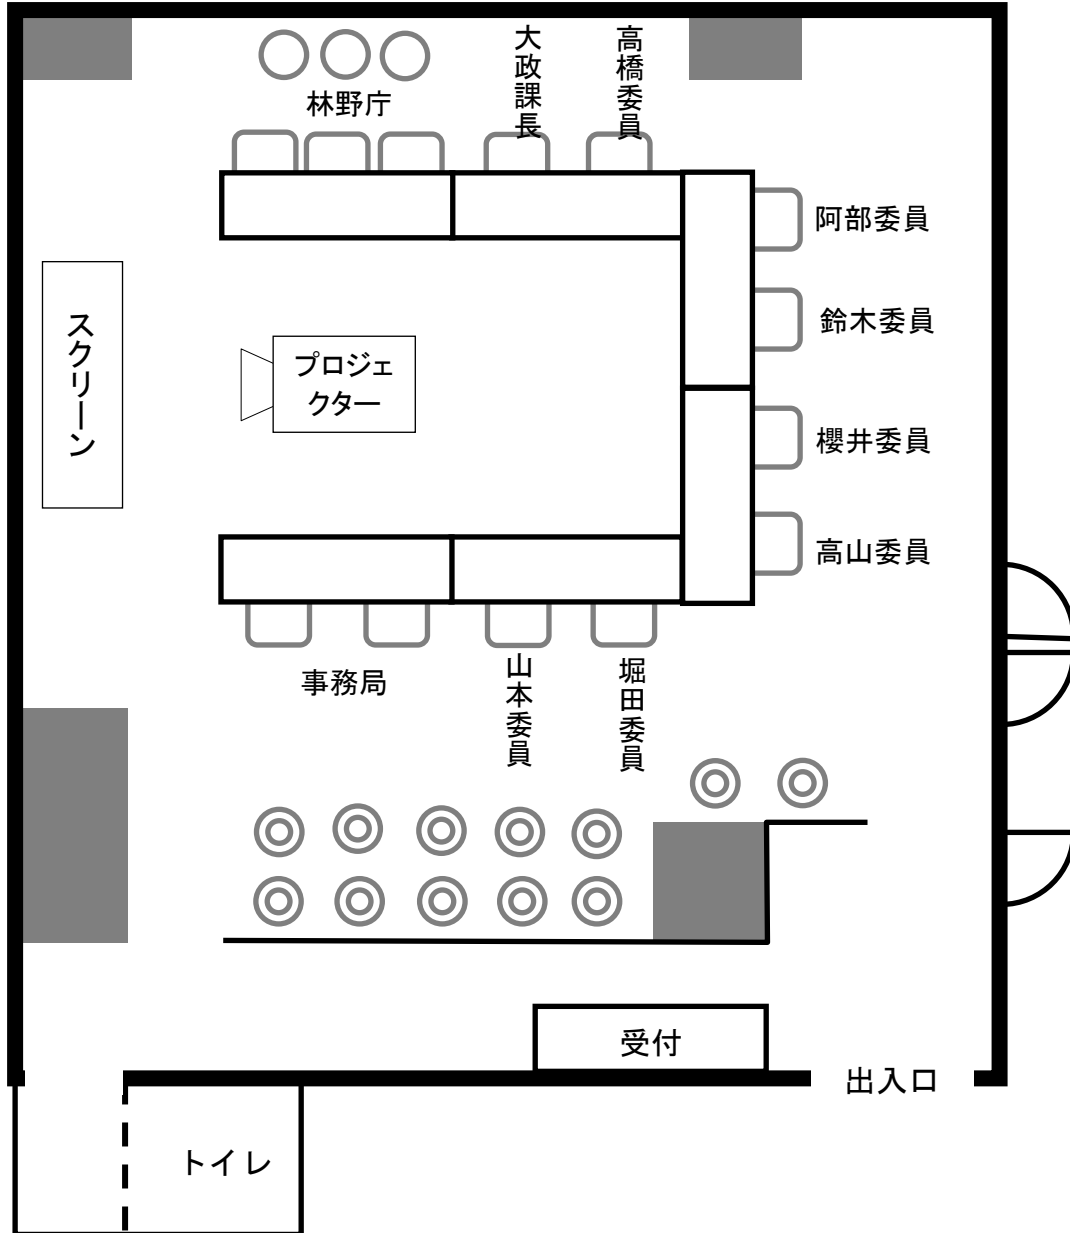 大政課長
高橋委員
林野庁
阿部委員
鈴木委員
櫻井委員
高山委員
スクリーン
プロジェ
クター
事務局
山本委員
堀田委員
受付
出入口
トイレ